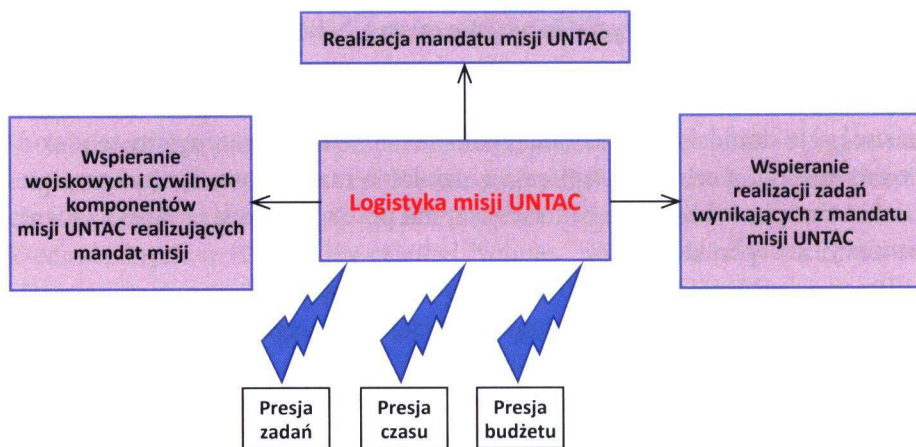 Realizacja mandatu misji UNTAC
Wspieranie
wojskowych i cywilnych
komponentów
misji UNTAC realizujących
mandat misji
Logistyka misji UNTAC
Wspieranie
realizacji zadań
wynikających z mandatu
misji UNTAC
Presja
zadań
Presja
czasu
Presja
budżetu